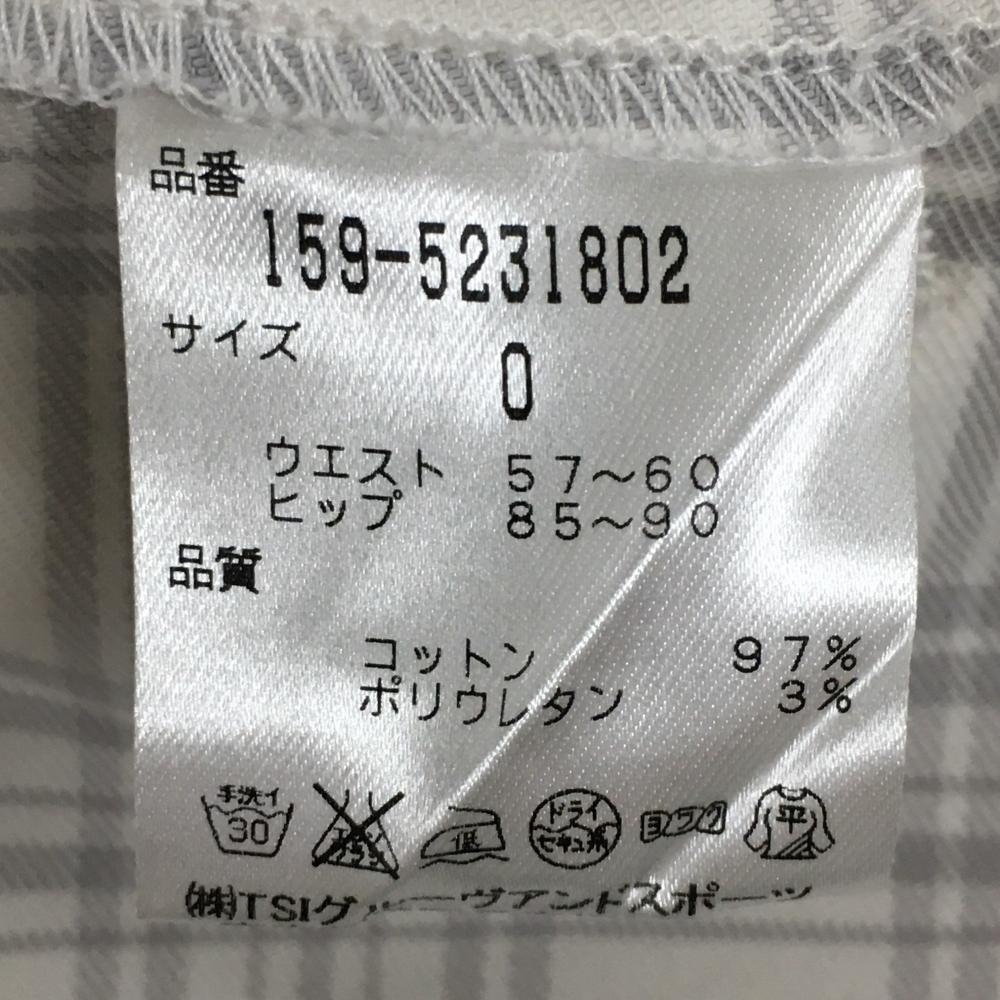 品番
159-5231802
サイズ
0
ウエスト 57～60
ヒップ 85～90
品質
コットン 97%
ポリウレタン 3%
手洗イ 30 低 ドライ セキユ系 ヨワク 平
㈱TSIグルーヴアンドスポーツ